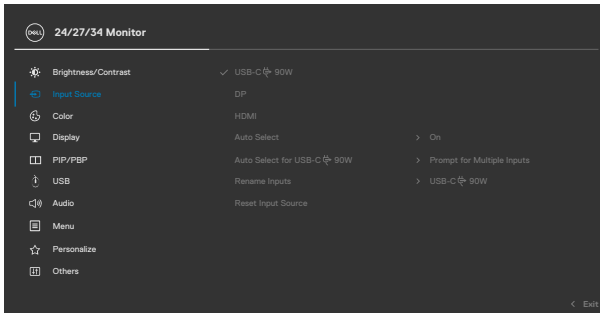 DELL 24/27/34 Monitor
Brightness/Contrast USB-C 90W
Input Source DP
Color HDMI
Display Auto Select On
PIP/PBP Auto Select for USB-C 90W Prompt for Multiple Inputs
USB Rename Inputs USB-C 90W
Audio Reset Input Source
Menu
Personalize
Others
Exit